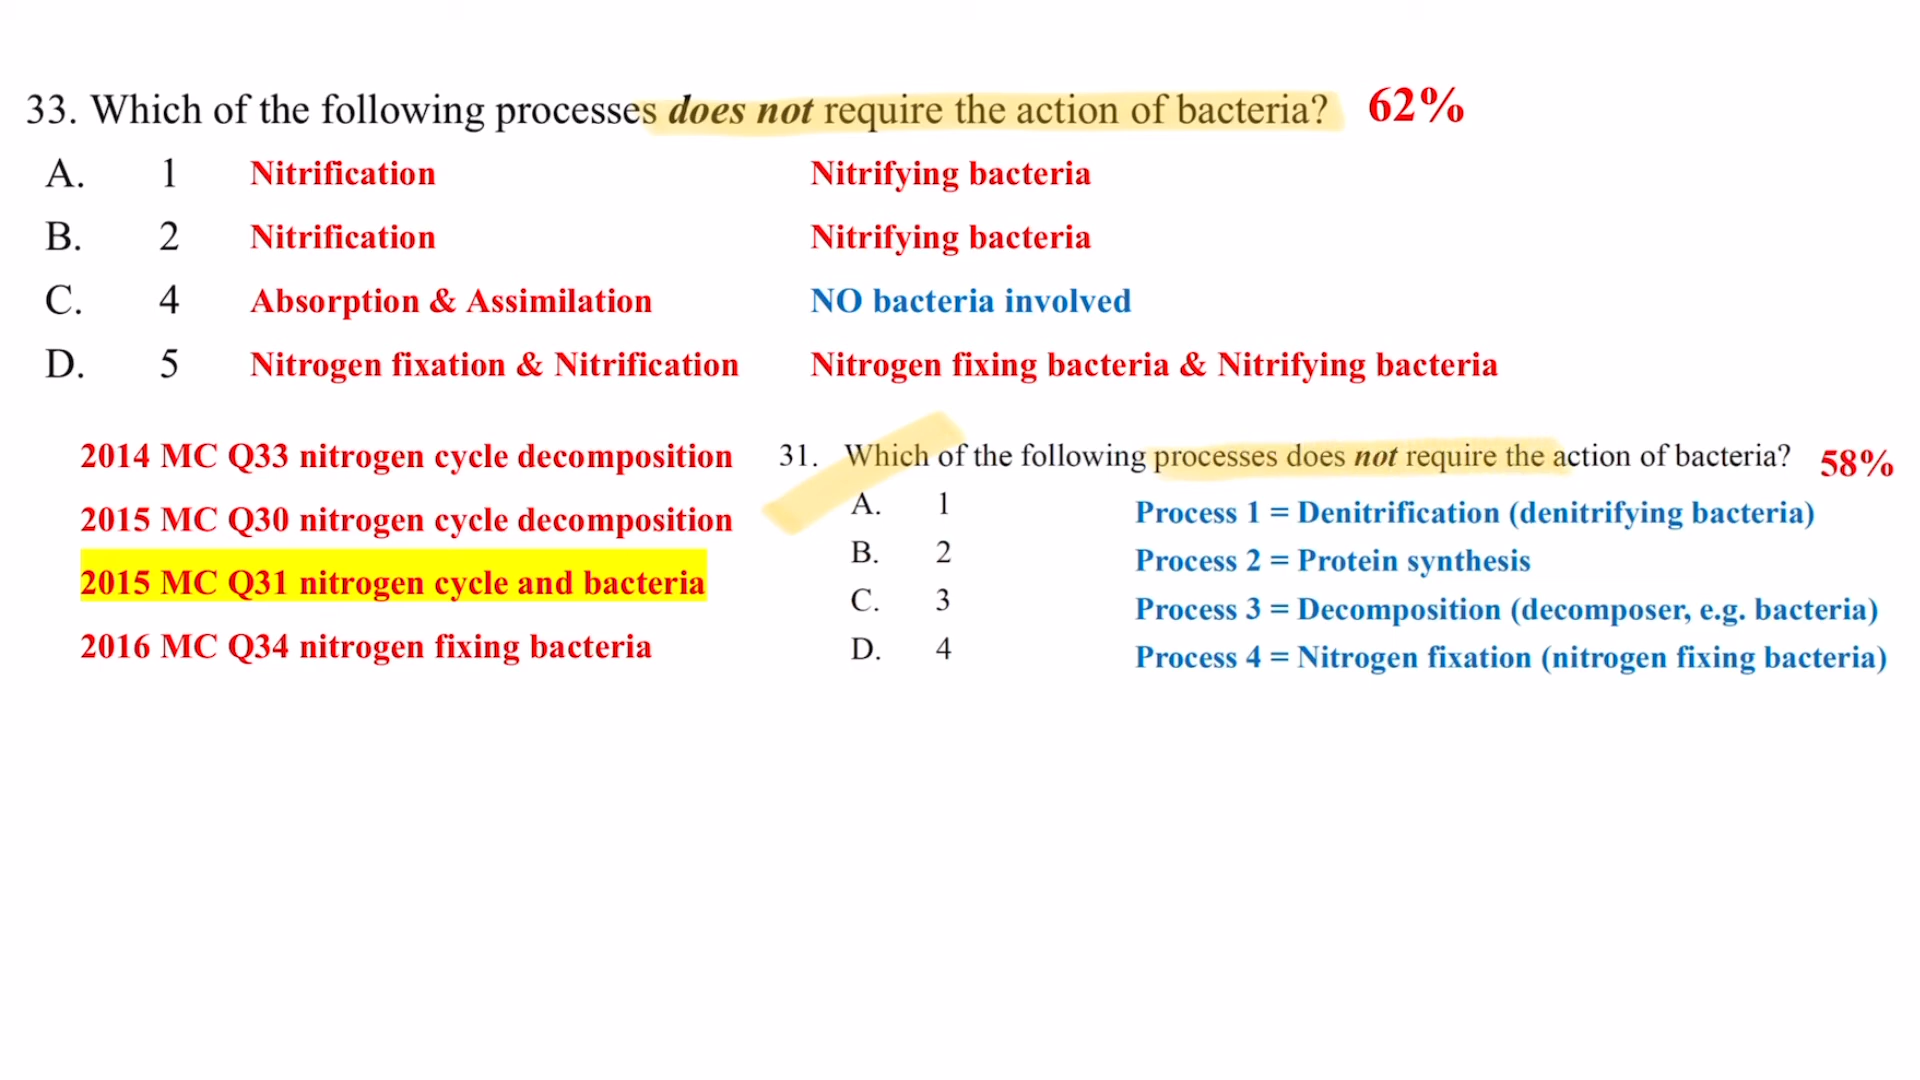 33. Which of the following processes does not require the action of bacteria? 62%
A. 1 Nitrification Nitrifying bacteria
B. 2 Nitrification Nitrifying bacteria
C. 4 Absorption & Assimilation NO bacteria involved
D. 5 Nitrogen fixation & Nitrification Nitrogen fixing bacteria & Nitrifying bacteria
2014 MC Q33 nitrogen cycle decomposition
2015 MC Q30 nitrogen cycle decomposition
2015 MC Q31 nitrogen cycle and bacteria
2016 MC Q34 nitrogen fixing bacteria
31. Which of the following processes does not require the action of bacteria? 58%
A. 1 Process 1 = Denitrification (denitrifying bacteria)
B. 2 Process 2 = Protein synthesis
C. 3 Process 3 = Decomposition (decomposer, e.g. bacteria)
D. 4 Process 4 = Nitrogen fixation (nitrogen fixing bacteria)